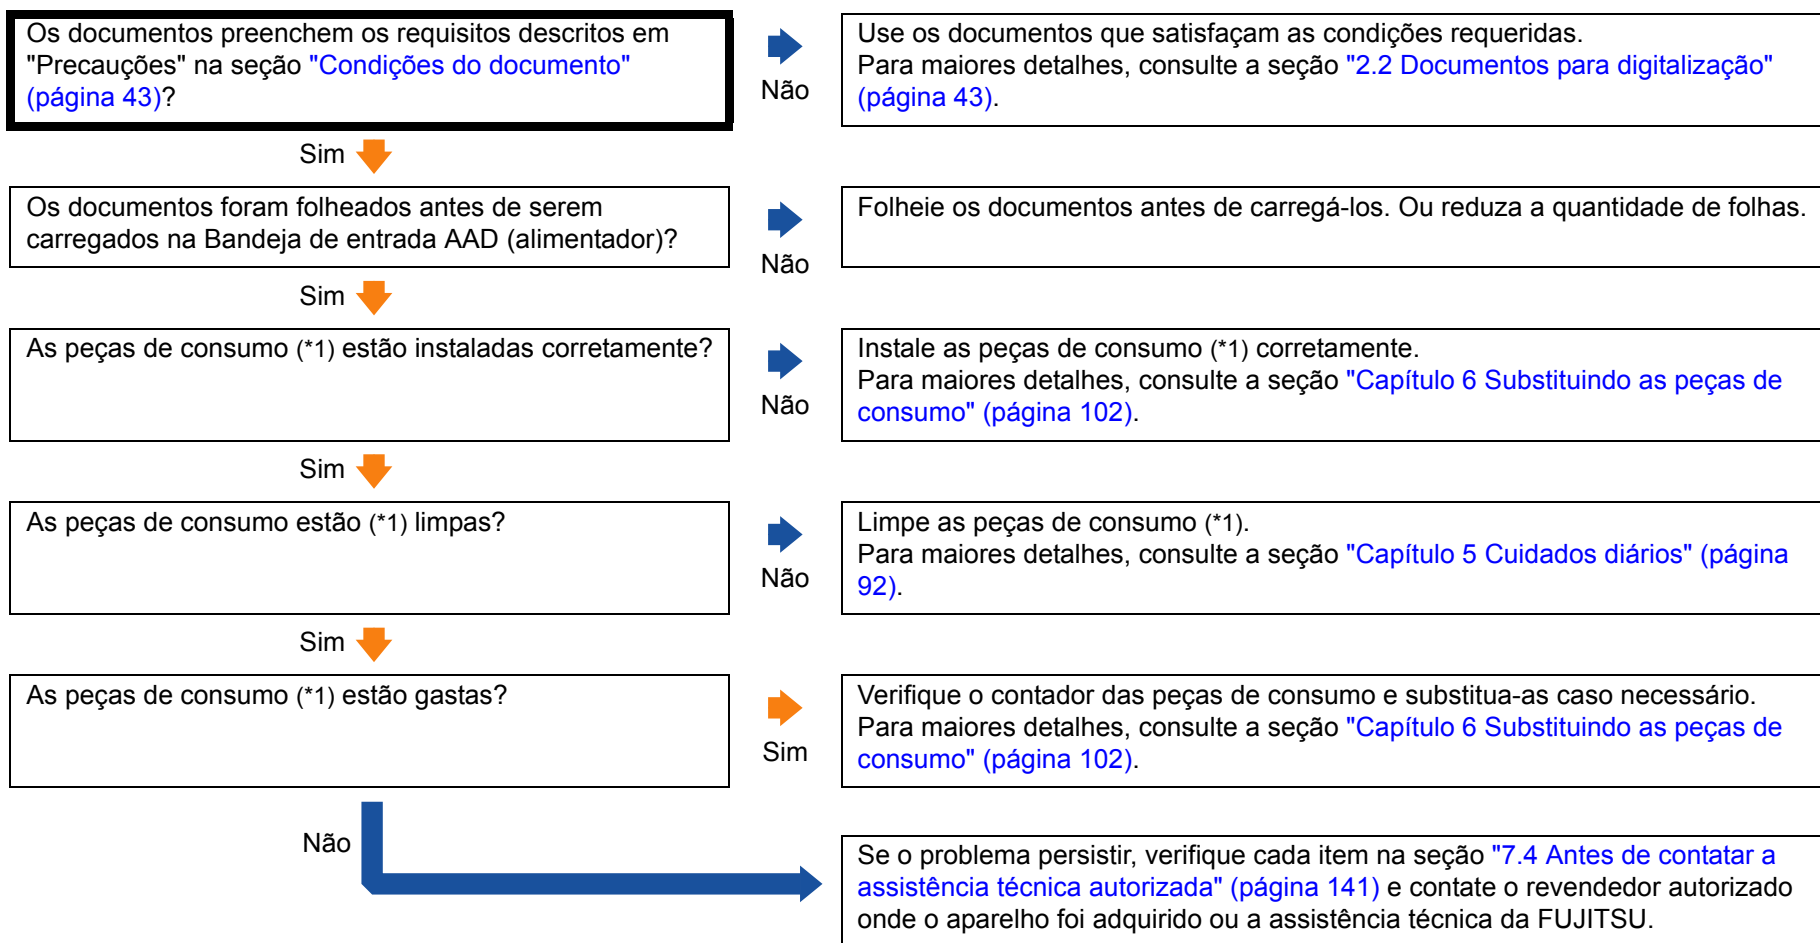 Os documentos preenchem os requisitos descritos em
"Precauções" na seção "Condições do documento"
(página 43)?
Não
Use os documentos que satisfaçam as condições requeridas.
Para maiores detalhes, consulte a seção "2.2 Documentos para digitalização"
(página 43).
Sim
Os documentos foram folheados antes de serem
carregados na Bandeja de entrada AAD (alimentador)?
Não
Folheie os documentos antes de carregá-los. Ou reduza a quantidade de folhas.
Sim
As peças de consumo (*1) estão instaladas corretamente?
Não
Instale as peças de consumo (*1) corretamente.
Para maiores detalhes, consulte a seção "Capítulo 6 Substituindo as peças de
consumo" (página 102).
Sim
As peças de consumo estão (*1) limpas?
Não
Limpe as peças de consumo (*1).
Para maiores detalhes, consulte a seção "Capítulo 5 Cuidados diários" (página
92).
Sim
As peças de consumo (*1) estão gastas?
Sim
Verifique o contador das peças de consumo e substitua-as caso necessário.
Para maiores detalhes, consulte a seção "Capítulo 6 Substituindo as peças de
consumo" (página 102).
Não
Se o problema persistir, verifique cada item na seção "7.4 Antes de contatar a
assistência técnica autorizada" (página 141) e contate o revendedor autorizado
onde o aparelho foi adquirido ou a assistência técnica da FUJITSU.